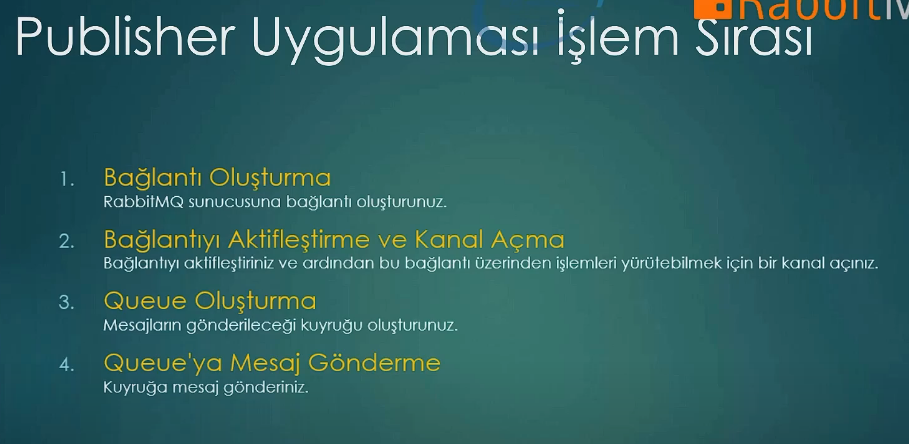 Publisher Uygulaması İşlem Sırası
1. Bağlantı Oluşturma
RabbitMQ sunucusuna bağlantı oluşturunuz.
2. Bağlantıyı Aktifleştirme ve Kanal Açma
Bağlantıyı aktifleştiriniz ve ardından bu bağlantı üzerinden işlemleri yürütebilmek için bir kanal açınız.
3. Queue Oluşturma
Mesajların gönderileceği kuyruğu oluşturunuz.
4. Queue'ya Mesaj Gönderme
Kuyruğa mesaj gönderiniz.